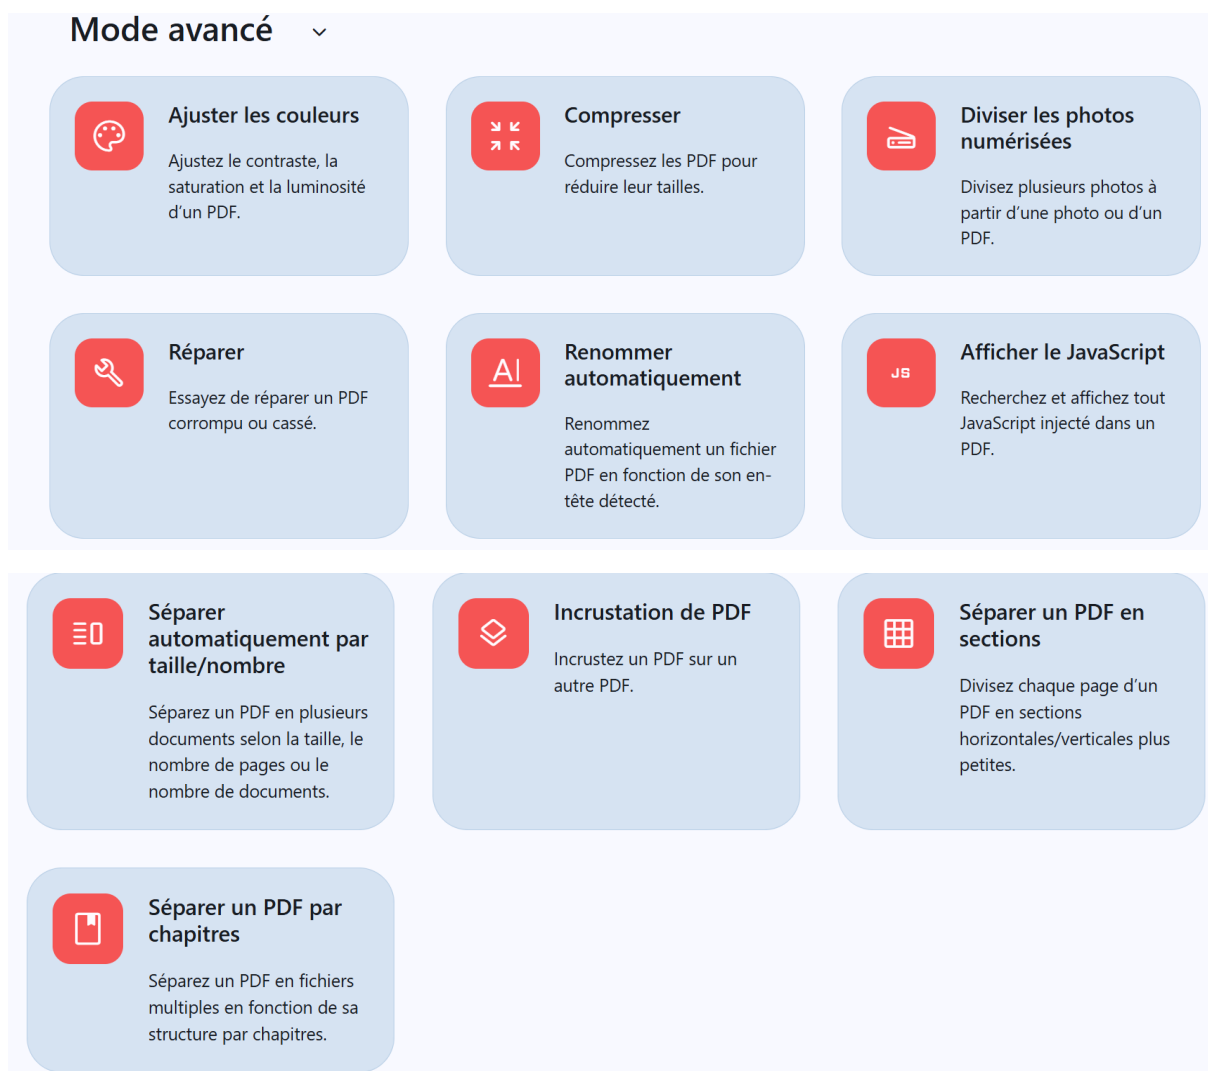 Mode avancé
Ajuster les couleurs
Ajustez le contraste, la
saturation et la luminosité
d’un PDF.
Compresser
Compressez les PDF pour
réduire leur tailles.
Diviser les photos
numérisées
Divisez plusieurs photos à
partir d’une photo ou d’un
PDF.
Réparer
Essayez de réparer un PDF
corrompu ou cassé.
A
Renommer
automatiquement
Renommez
automatiquement un fichier
PDF en fonction de son en-
tête détecté.
JS
Afficher le JavaScript
Recherchez et affichez tout
JavaScript injecté dans un
PDF.
Séparer
automatiquement par
taille/nombre
Séparez un PDF en plusieurs
documents selon la taille, le
nombre de pages ou le
nombre de documents.
Incrustation de PDF
Incrustez un PDF sur un
autre PDF.
Séparer un PDF en
sections
Divisez chaque page d’un
PDF en sections
horizontales/verticales plus
petites.
Séparer un PDF par
chapitres
Séparez un PDF en fichiers
multiples en fonction de sa
structure par chapitres.